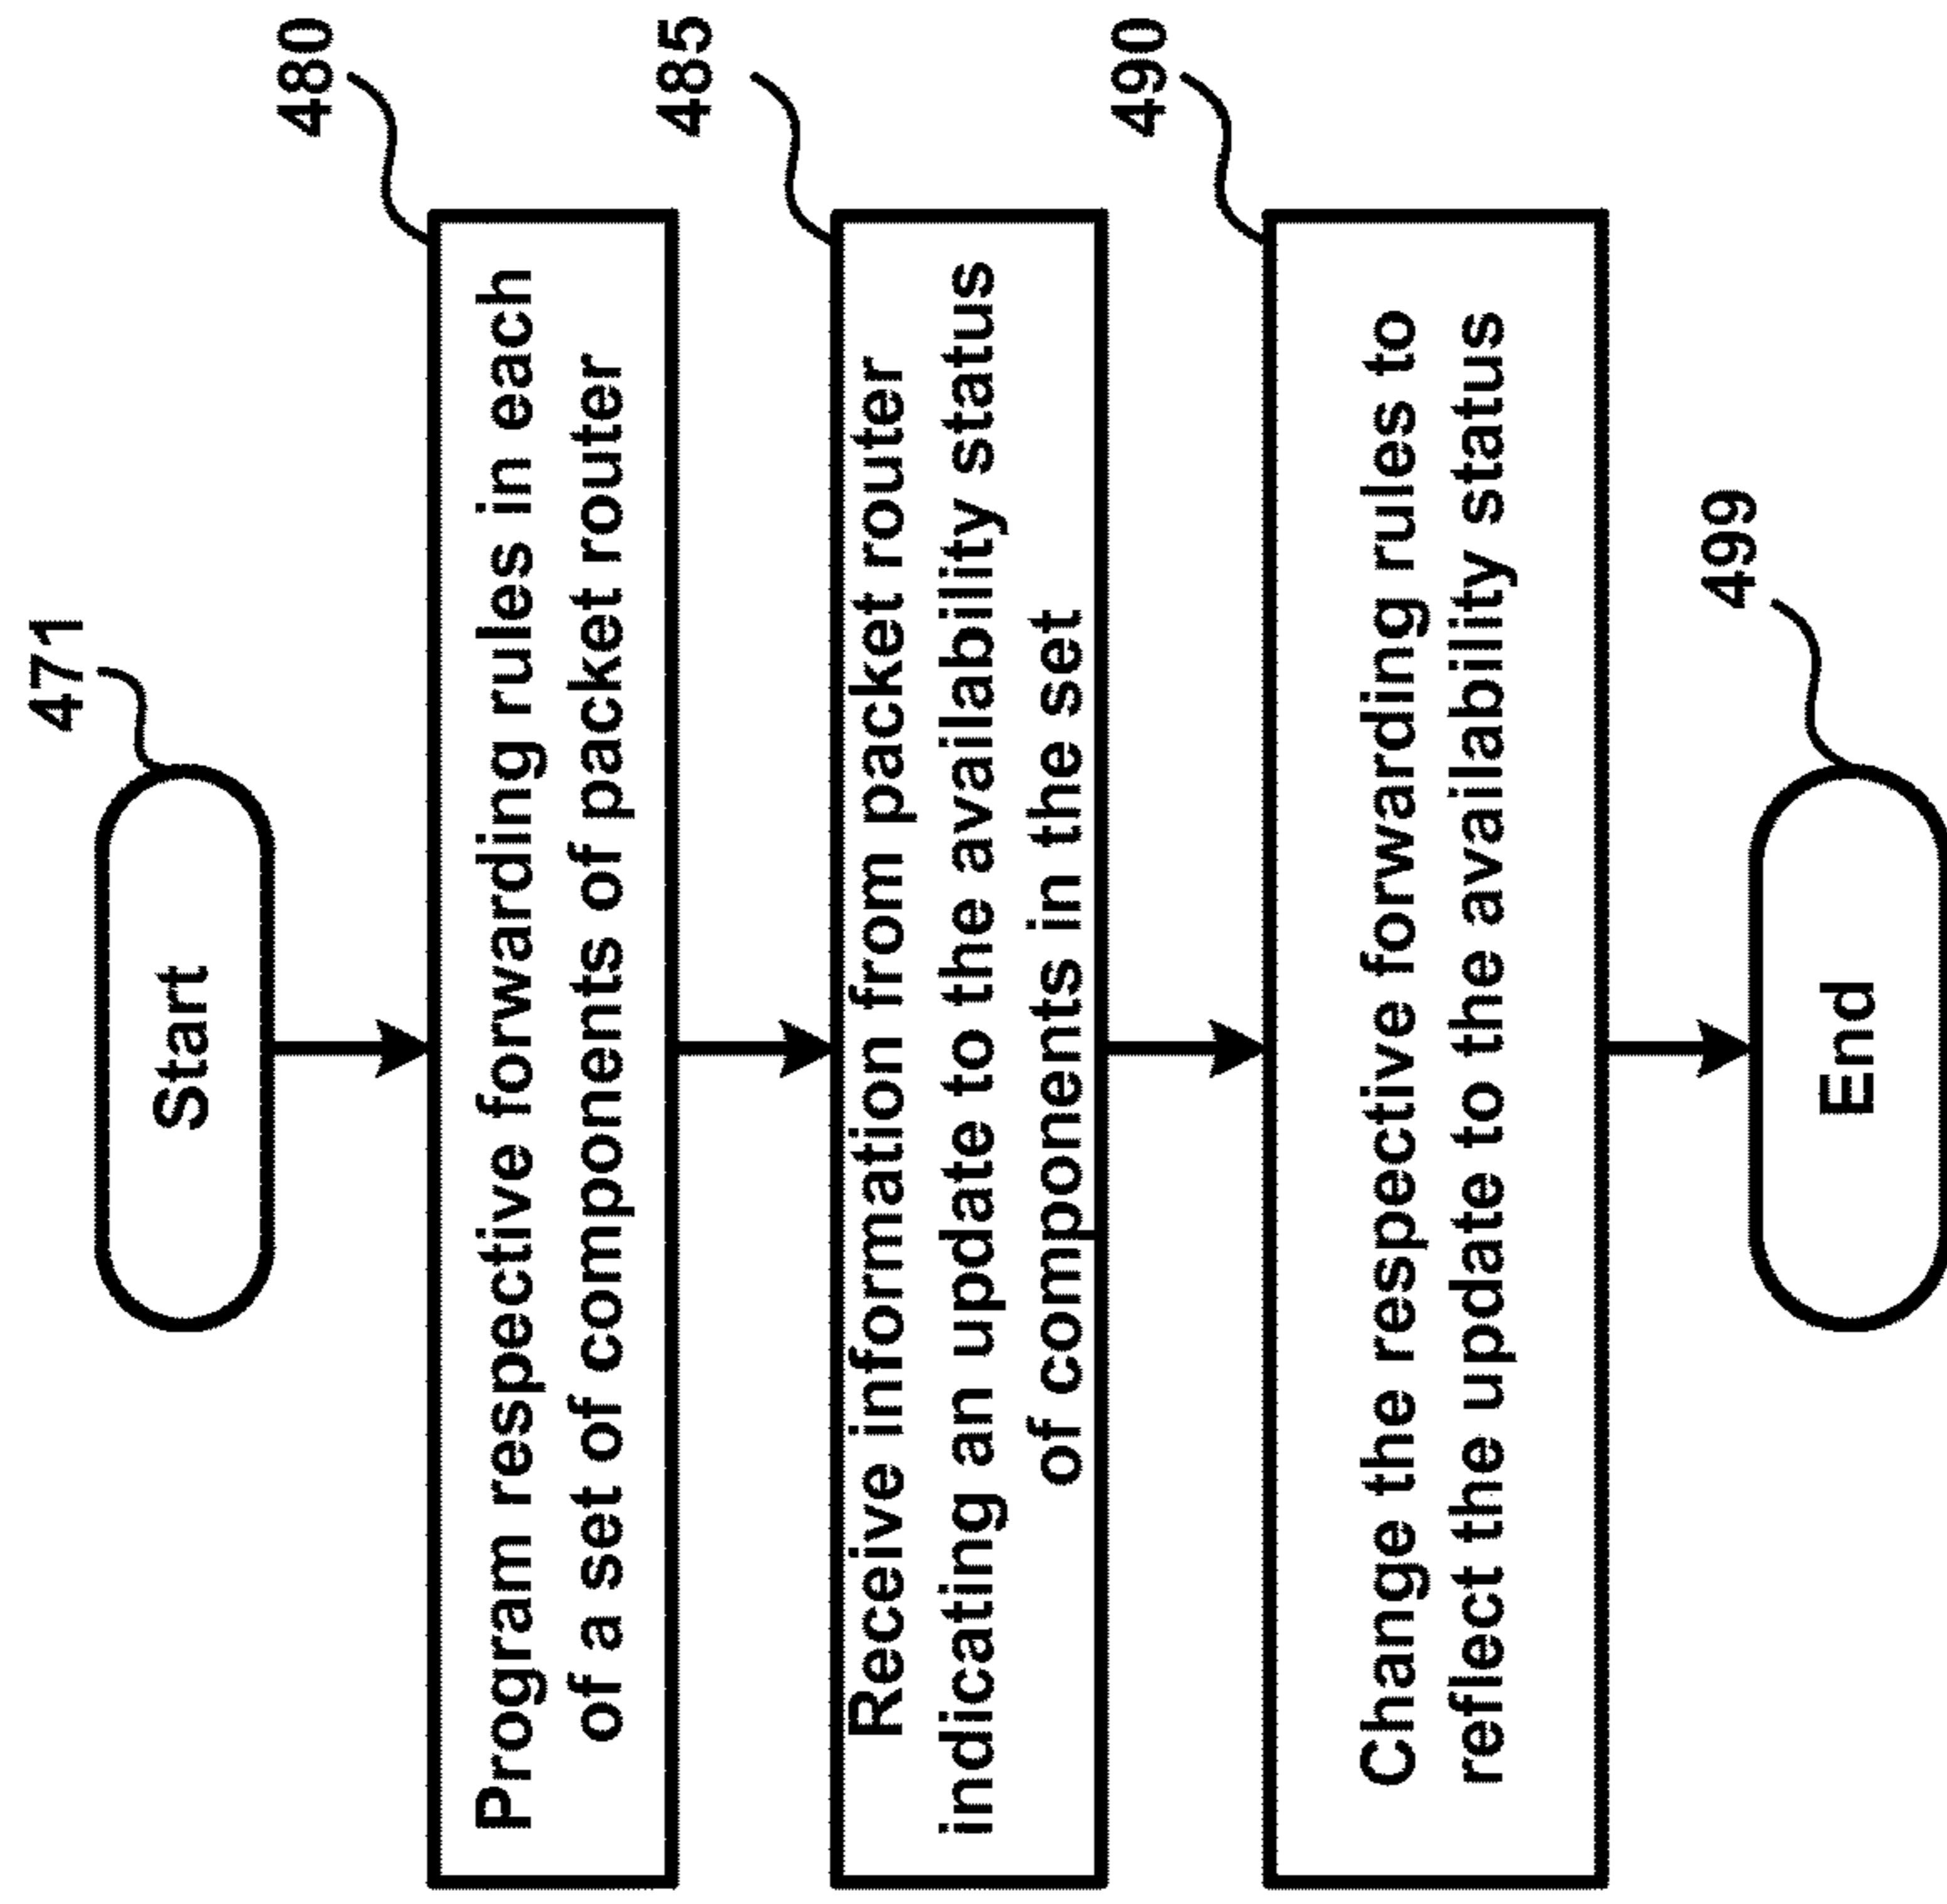 471
Start
480
Program respective forwarding rules in each
of a set of components of packet router
485
Receive information from packet router
indicating an update to the availability status
of components in the set
490
Change the respective forwarding rules to
reflect the update to the availability status
499
End